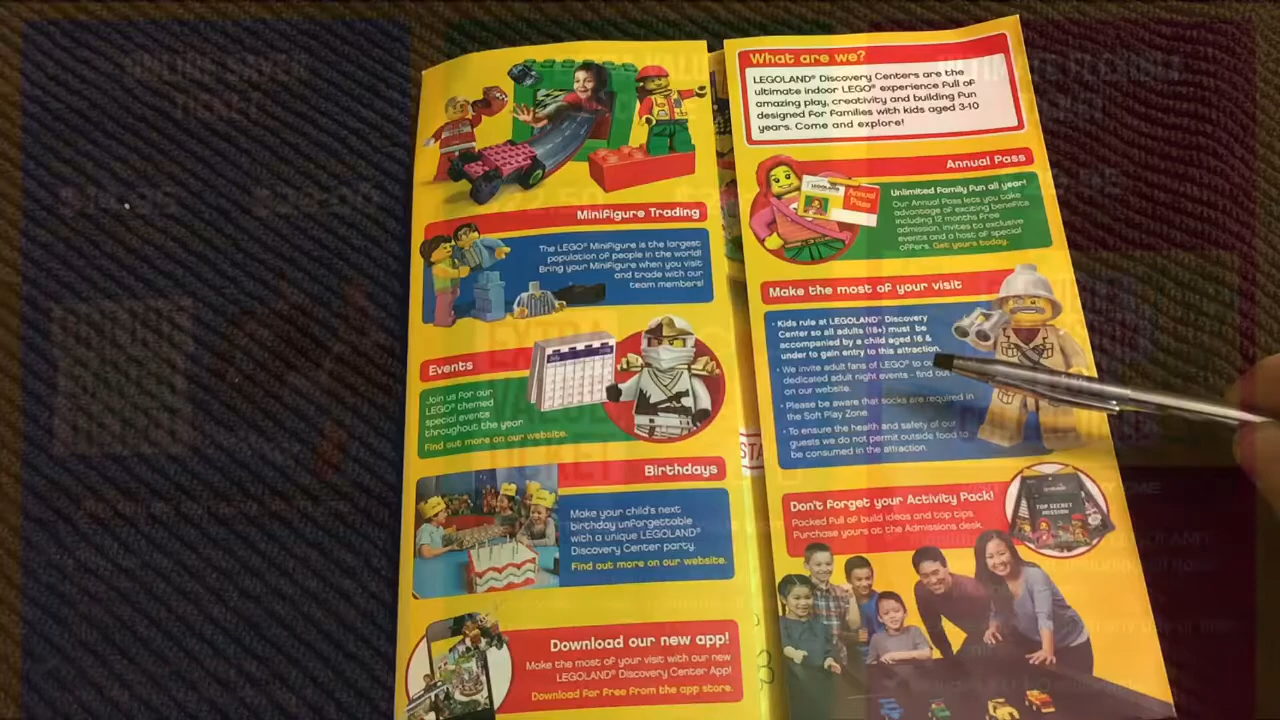 Minifigure Trading
The LEGO® Minifigure is the largest
population of people in the world!
Bring your Minifigure when you visit
and trade with our
team members!
Events
Join us for our
LEGO® themed
special events
throughout the year
Find out more on our website.
July
Birthdays
Make your child's next
birthday unforgettable
with a unique LEGOLAND®
Discovery Center party.
Find out more on our website.
Download our new app!
Make the most of your visit with our new
LEGOLAND® Discovery Center App!
Download for free from the app store.
What are we?
LEGOLAND® Discovery Centers are the
ultimate indoor LEGO® experience full of
amazing play, creativity and building fun
designed for families with kids aged 3-10
years. Come and explore!
Annual Pass
LEGOLAND
Annual
Pass
Unlimited family fun all year!
Our Annual Pass lets you take
advantage of exciting benefits
including 12 months free
admission, invites to exclusive
events and a host of special
offers. Get yours today.
Make the most of your visit
• Kids rule at LEGOLAND® Discovery
Center so all adults (18+) must be
accompanied by a child aged 16 &
under to gain entry to this attraction.
• We invite adult fans of LEGO® to
dedicated adult night events - find out
on our website.
• Please be aware that socks are required in
the Soft Play Zone.
• To ensure the health and safety of our
guests we do not permit outside food to
be consumed in the attraction.
STA
Don't forget your Activity Pack!
Packed full of build ideas and top tips.
Purchase yours at the Admissions desk.
TOP SECRET
MISSION
EXTRA
VALUE
TICKET